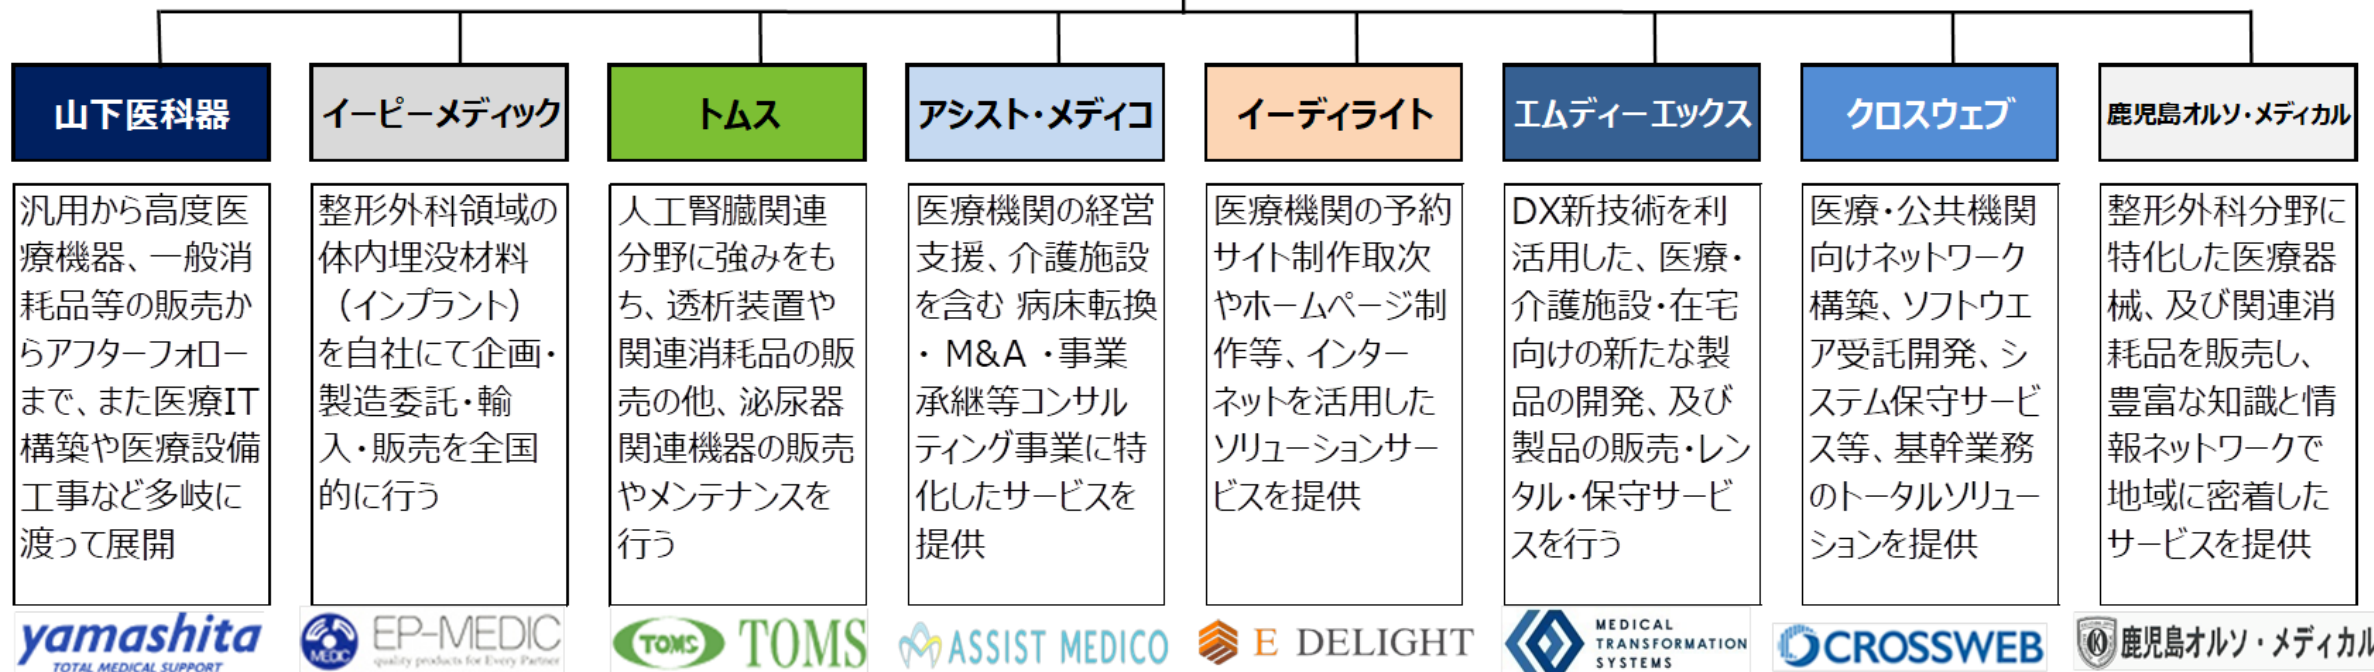 山下医科器
イーピーメディック
トムス
アシスト・メディコ
イーディライト
エムディーエックス
クロスウェブ
鹿児島オルソ・メディカル
汎用から高度医
療機器、一般消
耗品等の販売か
らアフターフォロー
まで、また医療IT
構築や医療設備
工事など多岐に
渡って展開
整形外科領域の
体内埋没材料
（インプラント）
を自社にて企画・
製造委託・輸
入・販売を全国
的に行う
人工腎臓関連
分野に強みをも
ち、透析装置や
関連消耗品の販
売の他、泌尿器
関連機器の販売
やメンテナンスを
行う
医療機関の経営
支援、介護施設
を含む 病床転換
・ M&A ・事業
承継等コンサル
ティング事業に特
化したサービスを
提供
医療機関の予約
サイト制作取次
やホームページ制
作等、インター
ネットを活用した
ソリューションサー
ビスを提供
DX新技術を利
活用した、医療・
介護施設・在宅
向けの新たな製
品の開発、及び
製品の販売・レン
タル・保守サービ
スを行う
医療・公共機関
向けネットワーク
構築、ソフトウエ
ア受託開発、シ
ステム保守サービ
ス等、基幹業務
のトータルソリュー
ションを提供
整形外科分野に
特化した医療器
械、及び関連消
耗品を販売し、
豊富な知識と情
報ネットワークで
地域に密着した
サービスを提供
yamashita
TOTAL MEDICAL SUPPORT
MEDIC
EP-MEDIC
quality products for Every Partner
TOMS
TOMS
ASSIST MEDICO
E DELIGHT
MEDICAL
TRANSFORMATION
SYSTEMS
CROSSWEB
鹿児島オルソ・メディカル